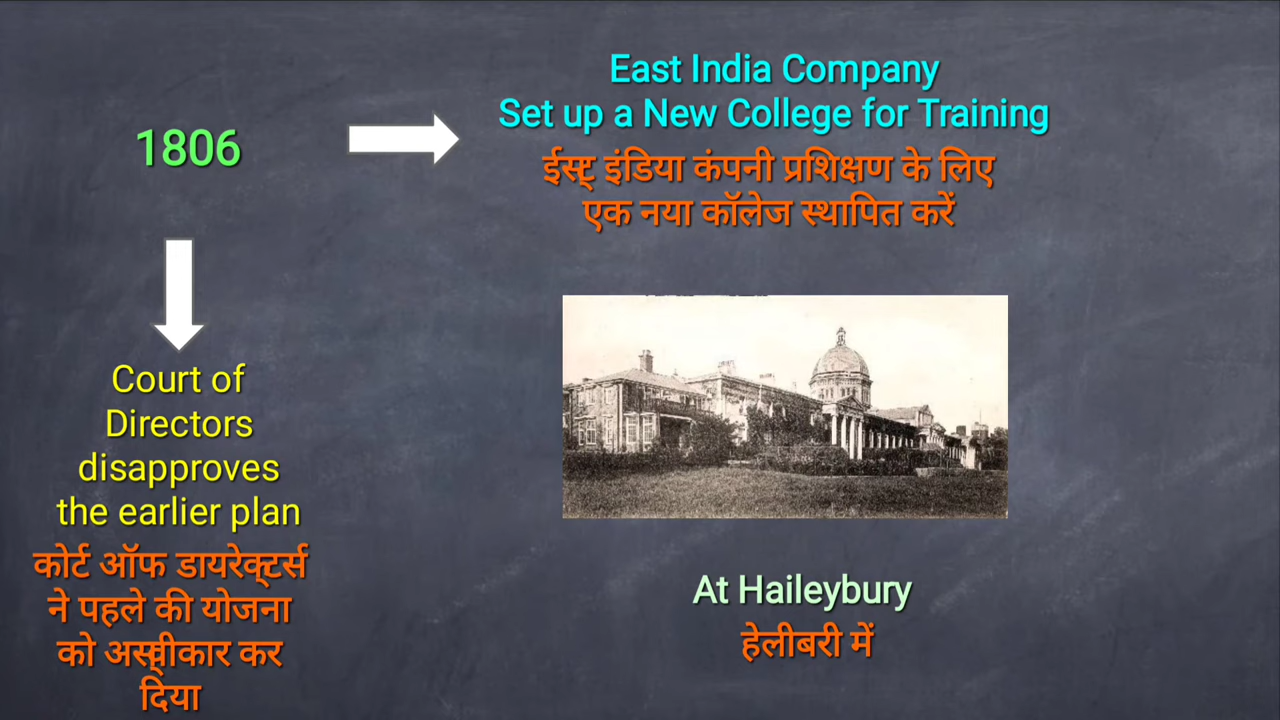 1806
East India Company
Set up a New College for Training
ईस्ट् इंडिया कंपनी प्रशिक्षण के लिए
एक नया कॉलेज स्थापित करें
Court of
Directors
disapproves
the earlier plan
कोर्ट ऑफ डायरेक्टर्स
ने पहले की योजना
को अस्वीकार कर
दिया
At Haileybury
हेलीबरी में